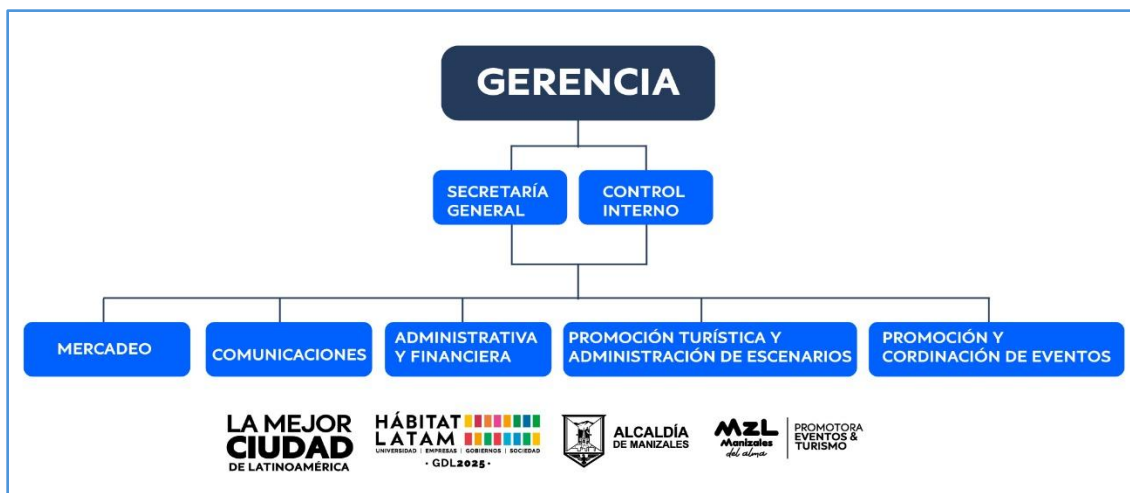 GERENCIA
SECRETARÍA
GENERAL
CONTROL
INTERNO
MERCADEO
COMUNICACIONES
ADMINISTRATIVA
Y FINANCIERA
PROMOCIÓN TURÍSTICA Y
ADMINISTRACIÓN DE ESCENARIOS
PROMOCIÓN Y
CORDINACIÓN DE EVENTOS
LA MEJOR
CIUDAD
DE LATINOAMÉRICA
HÁBITAT
LATAM
UNIVERSIDAD | EMPRESAS | GOBIERNOS | SOCIEDAD
· GDL2025 ·
ALCALDÍA
DE MANIZALES
MZL
Manizales
del alma
PROMOTORA
EVENTOS &
TURISMO